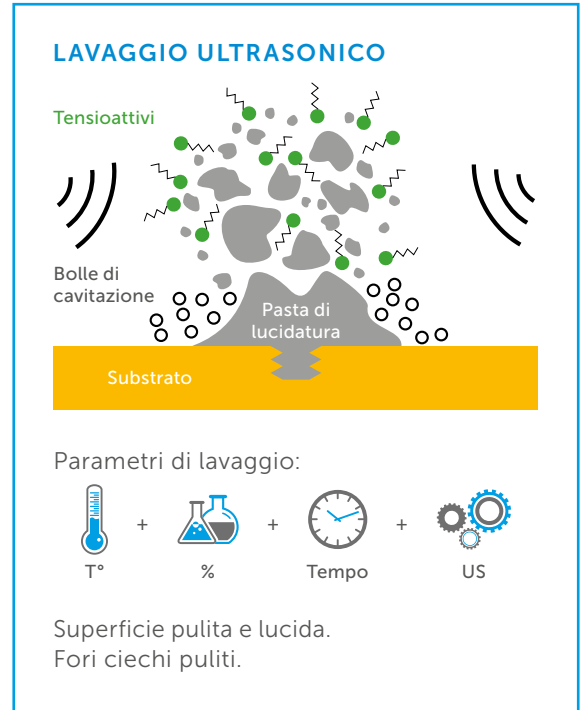 LAVAGGIO ULTRASONICO
Tensioattivi
Bolle di
cavitazione
Pasta di
lucidatura
Substrato
Parametri di lavaggio:
+
+
+
T°
%
Tempo
US
Superficie pulita e lucida.
Fori ciechi puliti.